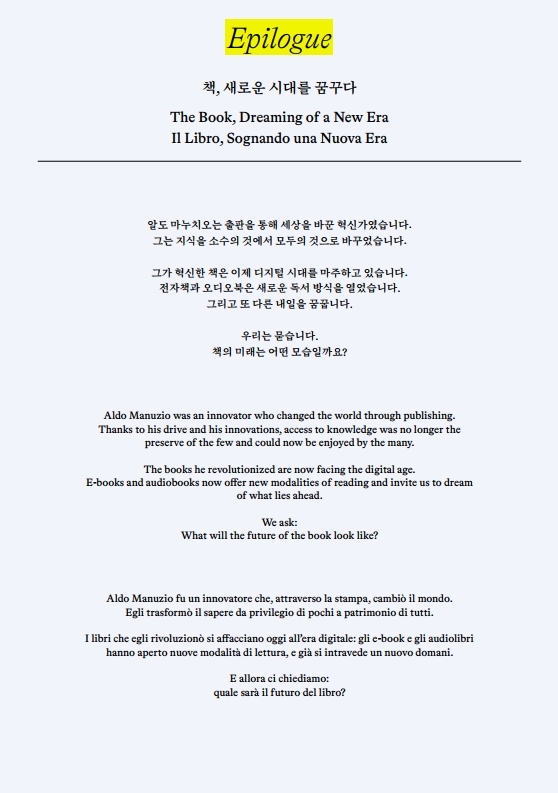 Epilogue
책, 새로운 시대를 꿈꾸다
The Book, Dreaming of a New Era
Il Libro, Sognando una Nuova Era
알도 마누치오는 출판을 통해 세상을 바꾼 혁신가였습니다.
그는 지식을 소수의 것에서 모두의 것으로 바꾸었습니다.
그가 혁신한 책은 이제 디지털 시대를 마주하고 있습니다.
전자책과 오디오북은 새로운 독서 방식을 열었습니다.
그리고 또 다른 내일을 꿈꿉니다.
우리는 묻습니다.
책의 미래는 어떤 모습일까요?
Aldo Manuzio was an innovator who changed the world through publishing.
Thanks to his drive and his innovations, access to knowledge was no longer the
preserve of the few and could now be enjoyed by the many.
The books he revolutionized are now facing the digital age.
E-books and audiobooks now offer new modalities of reading and invite us to dream
of what lies ahead.
We ask:
What will the future of the book look like?
Aldo Manuzio fu un innovatore che, attraverso la stampa, cambiò il mondo.
Egli trasformò il sapere da privilegio di pochi a patrimonio di tutti.
I libri che egli rivoluzionò si affacciano oggi all'era digitale: gli e-book e gli audiolibri
hanno aperto nuove modalità di lettura, e già si intravede un nuovo domani.
E allora ci chiediamo:
quale sarà il futuro del libro?